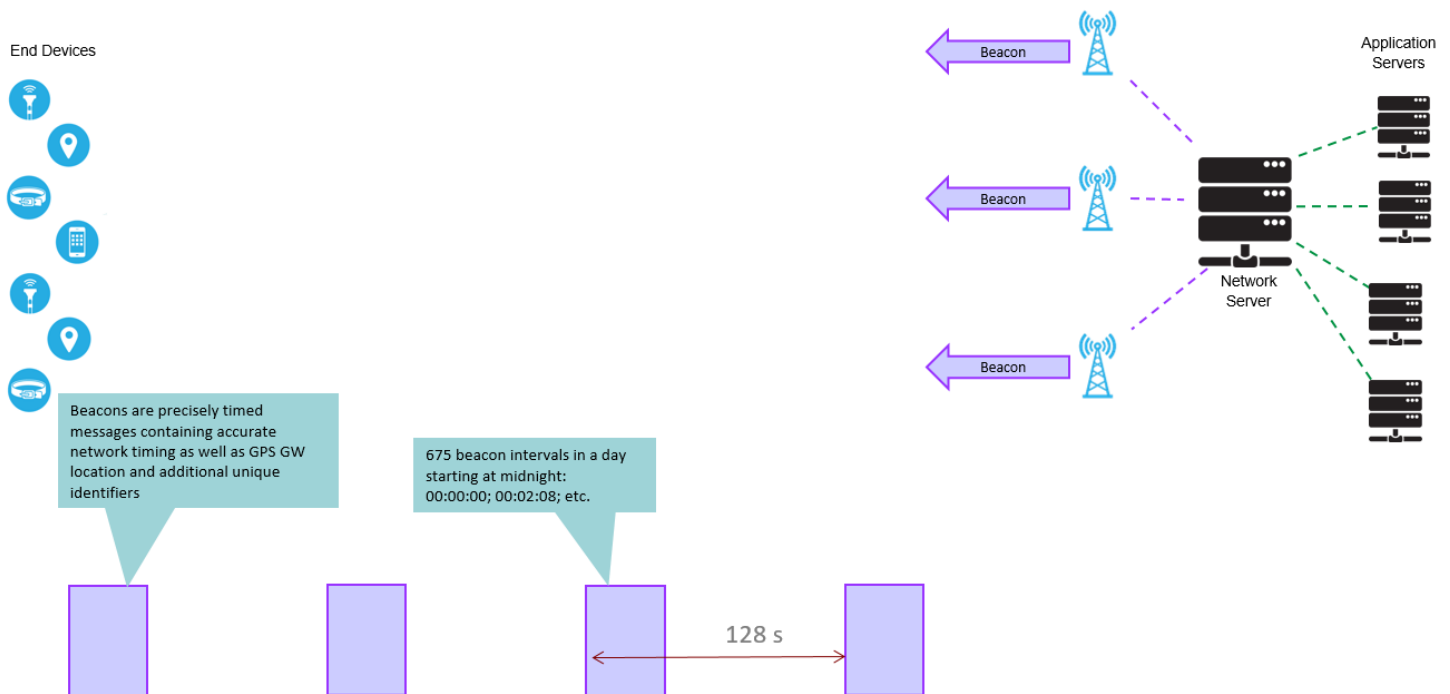 End Devices
Beacon
Application
Servers
Beacon
Network
Server
Beacon
Beacons are precisely timed
messages containing accurate
network timing as well as GPS GW
location and additional unique
identifiers
675 beacon intervals in a day
starting at midnight:
00:00:00; 00:02:08; etc.
128 s